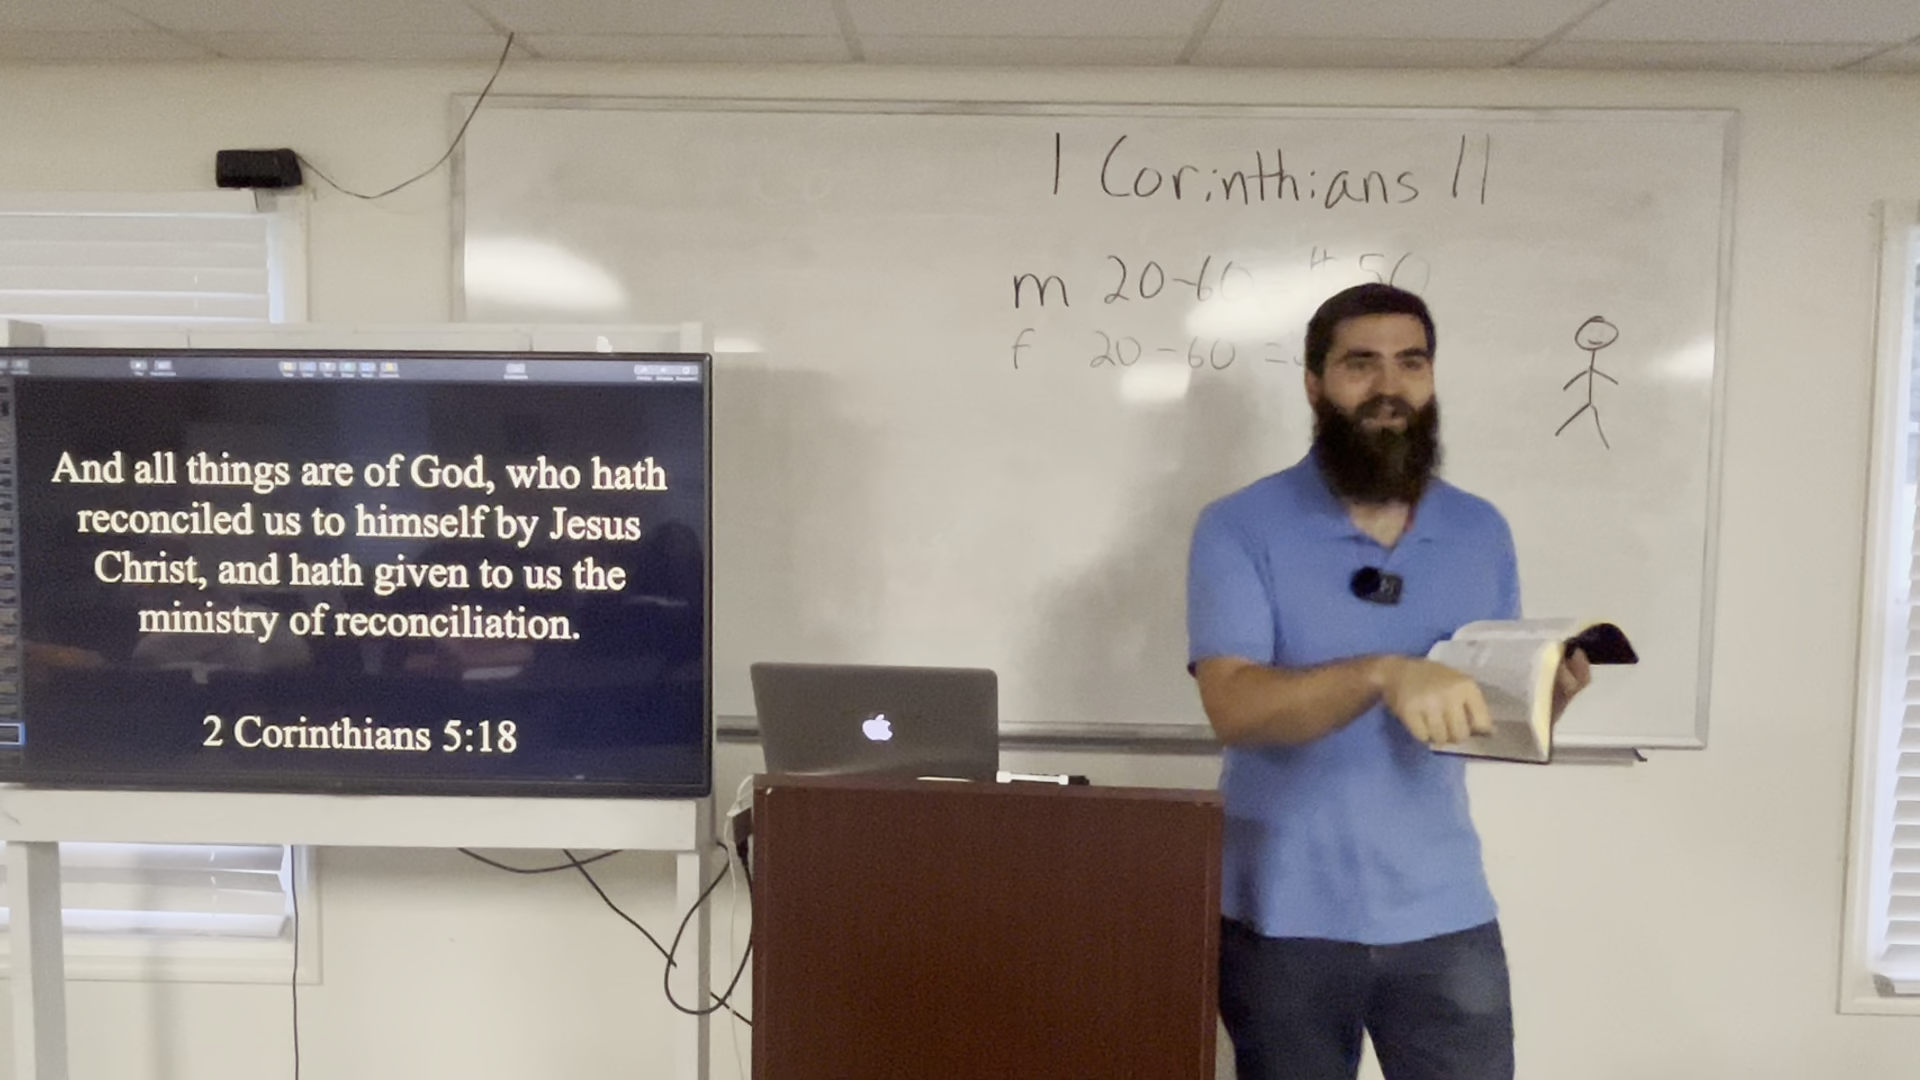 1 Corinthians 11
m 20-60 # 50
f 20-60 =
And all things are of God, who hath
reconciled us to himself by Jesus
Christ, and hath given to us the
ministry of reconciliation.
2 Corinthians 5:18